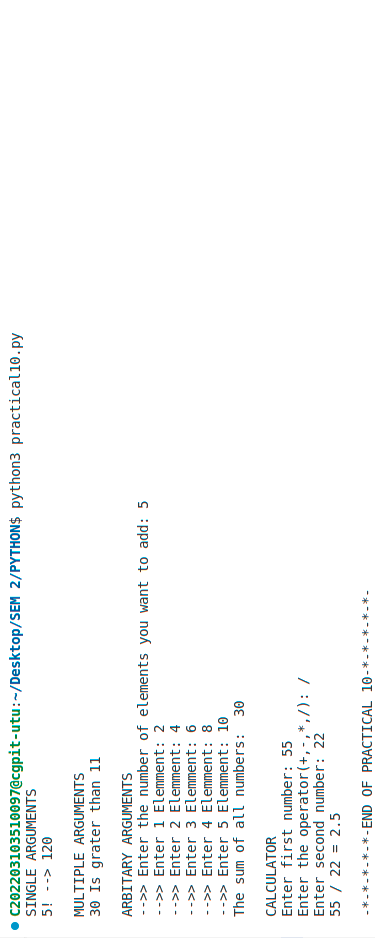 C202203103510097@cgpit-utu:~/Desktop/SEM 2/PYTHON$ python3 practical10.py
SINGLE ARGUMENTS
5! --> 120
MULTIPLE ARGUMENTS
30 Is grater than 11
ARBITARY ARGUMENTS
-->> Enter the number of elements you want to add: 5
-->> Enter 1 Elemment: 2
-->> Enter 2 Elemment: 4
-->> Enter 3 Elemment: 6
-->> Enter 4 Elemment: 8
-->> Enter 5 Elemment: 10
The sum of all numbers:  30
CALCULATOR
Enter first number: 55
Enter the operator(+,-,*,/): /
Enter second number: 22
55 / 22 = 2.5
-*-*-*-*-*-END OF PRACTICAL 10-*-*-*-*-*-